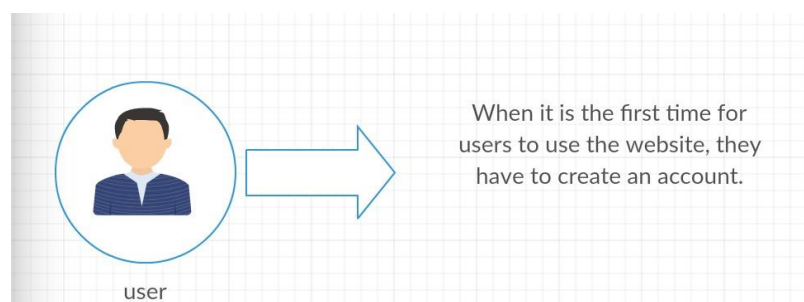 When it is the first time for
users to use the website, they
have to create an account.
user